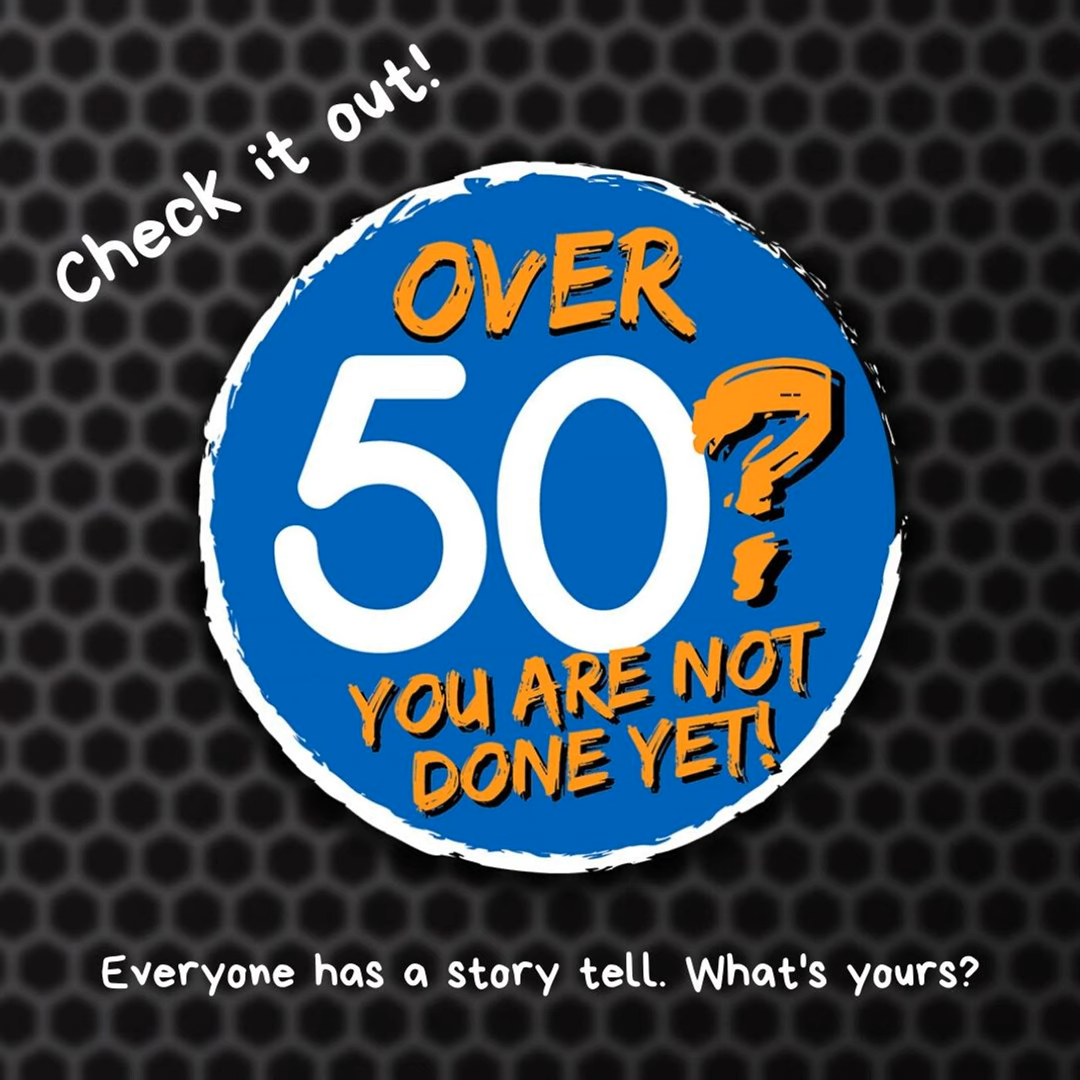 Check it out!
OVER
50?
YOU ARE NOT
DONE YET!
Everyone has a story tell. What's yours?